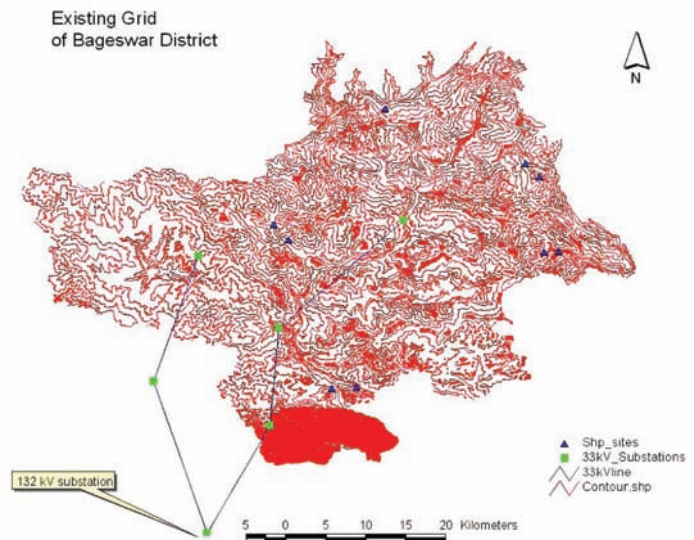 Existing Grid
of Bageswar District
N
Shp_sites
33kV_Substations
33kVline
Contour.shp
132 kV substation
5 0 5 10 15 20 Kilometers